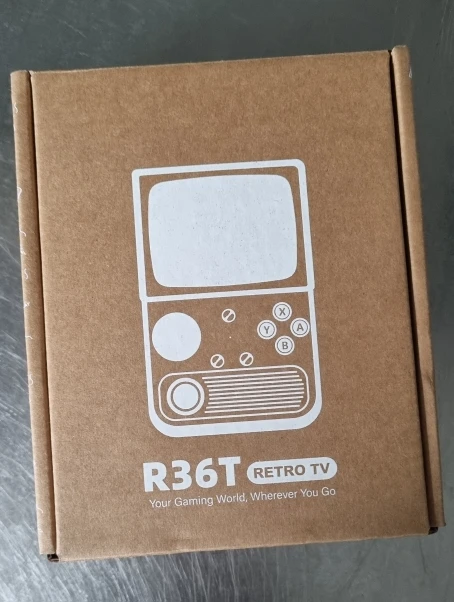 X
Y A
B
R36T RETRO TV
Your Gaming World, Wherever You Go